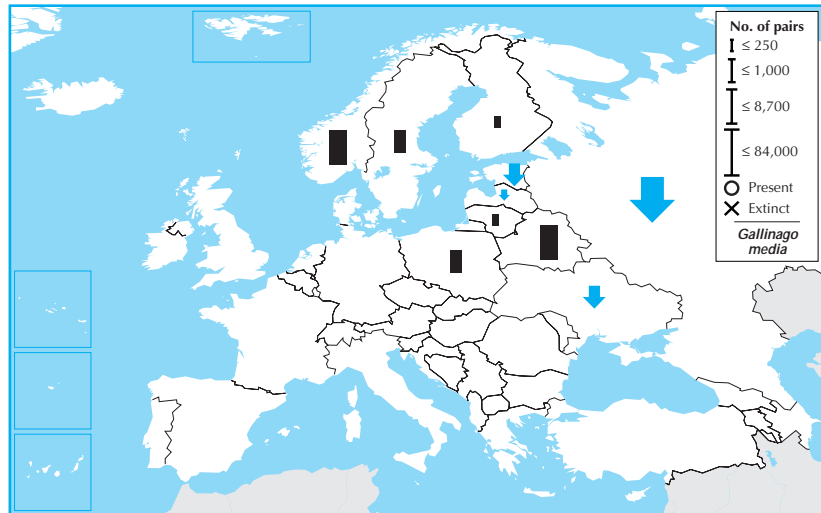 No. of pairs
≤ 250
≤ 1,000
≤ 8,700
≤ 84,000
Present
Extinct
Gallinago
media